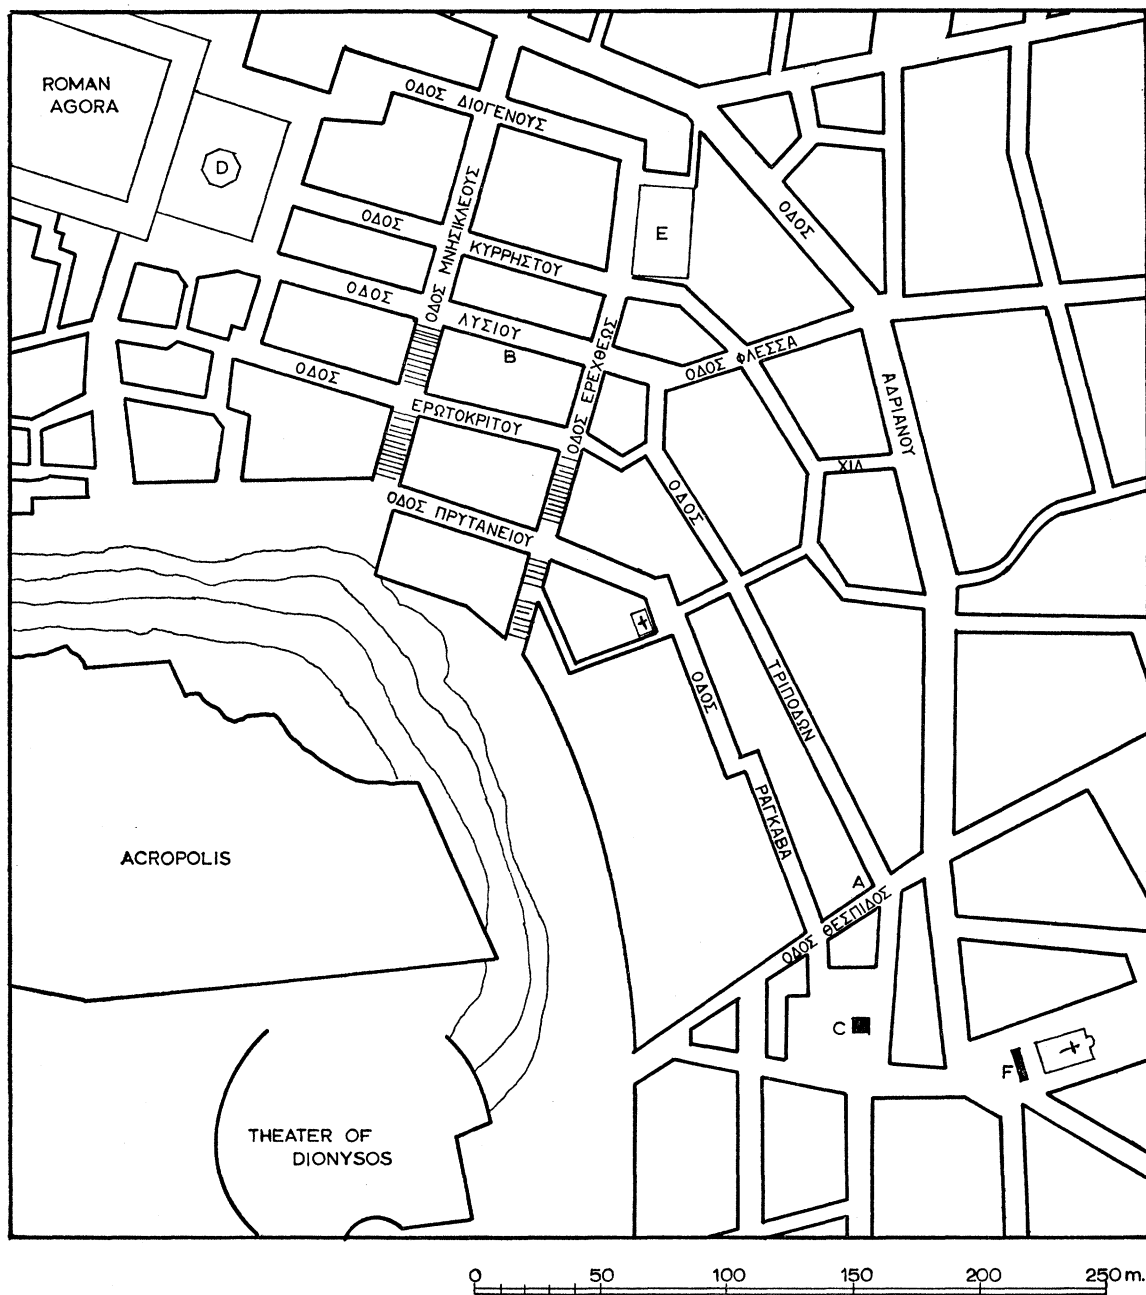 ROMAN
AGORA
D
ΟΔΟΣ ΔΙΟΓΕΝΟΥΣ
ΟΔΟΣ ΜΝΗΣΙΚΛΕΟΥΣ
ΟΔΟΣ
ΚΥΡΡΗΣΤΟΥ
E
ΟΔΟΣ
ΟΔΟΣ
ΛΥΣΙΟΥ
B
ΟΔΟΣ ΕΡΕΧΘΕΩΣ
ΟΔΟΣ ΦΛΕΣΣΑ
ΑΔΡΙΑΝΟΥ
ΟΔΟΣ
ΕΡΩΤΟΚΡΙΤΟΥ
ΧΙΛ
ΟΔΟΣ
ΟΔΟΣ ΠΡΥΤΑΝΕΙΟΥ
ΤΡΙΠΟΔΩΝ
ΟΔΟΣ
ΡΑΓΚΑΒΑ
ACROPOLIS
A
ΟΔΟΣ ΘΕΣΠΙΔΟΣ
C
F
THEATER OF
DIONYSOS
0 50 100 150 200 250 m.